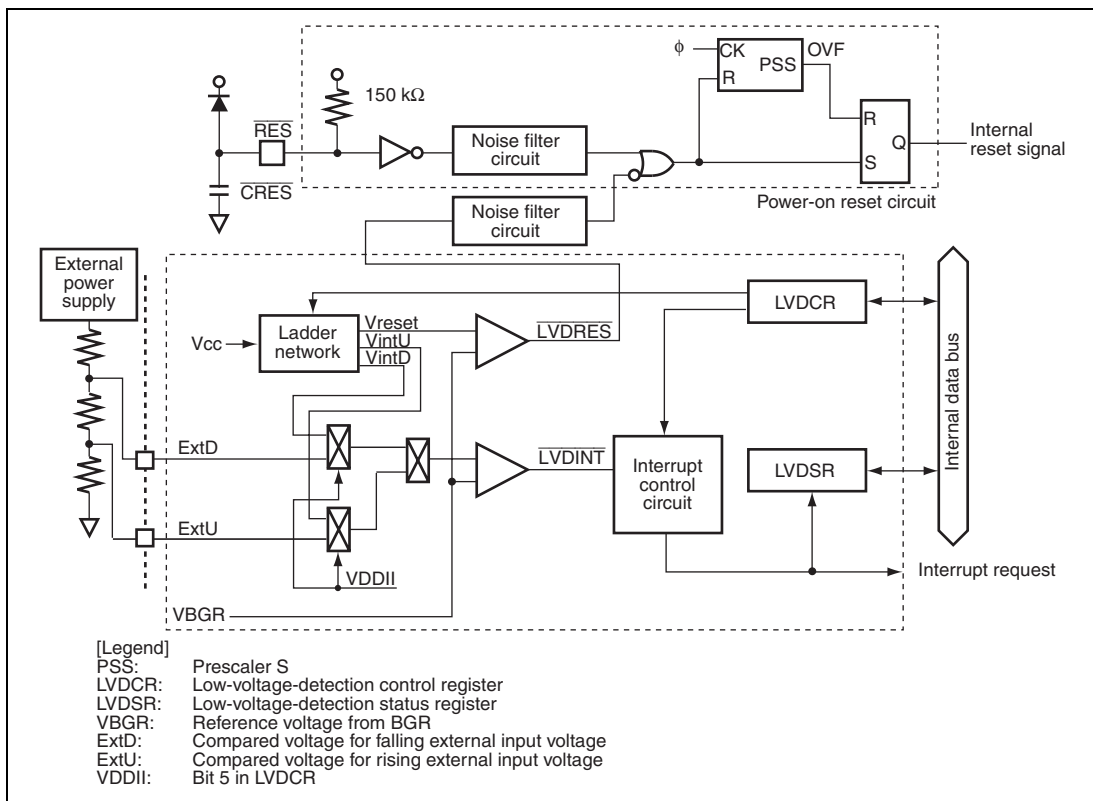 ϕ
CK
PSS
R
OVF
150 kΩ
RES
CRES
Noise filter
circuit
R
S
Q
Internal
reset signal
Power-on reset circuit
Noise filter
circuit
External
power
supply
Vcc
Ladder
network
Vreset
VintU
VintD
LVDRES
LVDCR
ExtD
ExtU
LVDINT
Interrupt
control
circuit
LVDSR
Internal data bus
VDDII
VBGR
Interrupt request
[Legend]
PSS: Prescaler S
LVDCR: Low-voltage-detection control register
LVDSR: Low-voltage-detection status register
VBGR: Reference voltage from BGR
ExtD: Compared voltage for falling external input voltage
ExtU: Compared voltage for rising external input voltage
VDDII: Bit 5 in LVDCR